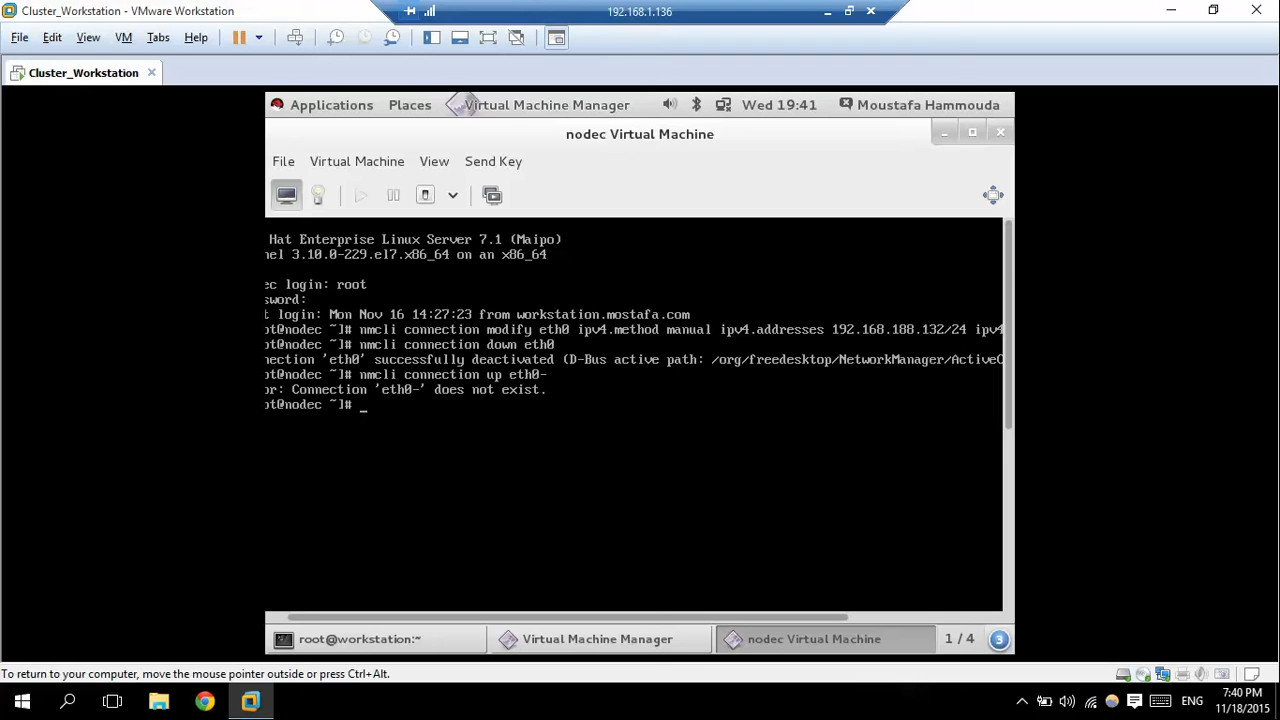 Cluster_Workstation - VMware Workstation
192.168.1.136
File Edit View VM Tabs Help
Cluster_Workstation
Applications Places Virtual Machine Manager Wed 19:41 Moustafa Hammouda
nodec Virtual Machine
File Virtual Machine View Send Key
Hat Enterprise Linux Server 7.1 (Maipo)
nel 3.10.0-229.el7.x86_64 on an x86_64
ec login: root
sword:
t login: Mon Nov 16 14:27:23 from workstation.mostafa.com
ot@nodec ~]# nmcli connection modify eth0 ipv4.method manual ipv4.addresses 192.168.188.132/24 ipv4
ot@nodec ~]# nmcli connection down eth0
nection 'eth0' successfully deactivated (D-Bus active path: /org/freedesktop/NetworkManager/ActiveC
ot@nodec ~]# nmcli connection up eth0-
or: Connection 'eth0-' does not exist.
ot@nodec ~]# _
root@workstation:~ Virtual Machine Manager nodec Virtual Machine 1 / 4 3
To return to your computer, move the mouse pointer outside or press Ctrl+Alt.
ENG 7:40 PM
11/18/2015